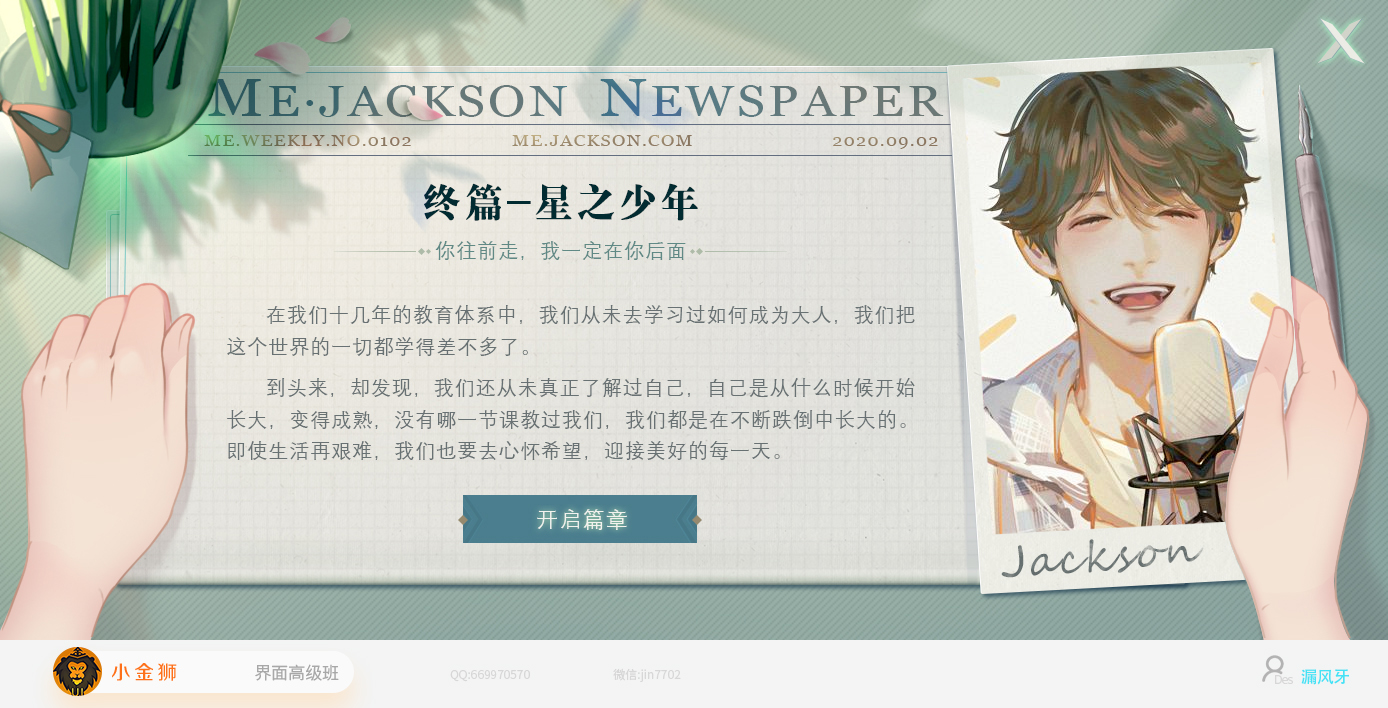 ME·JACKSON NEWSPAPER
ME.WEEKLY.NO.0102 ME.JACKSON.COM 2020.09.02
终篇—星之少年
你往前走，我一定在你后面
在我们十几年的教育体系中，我们从未去学习过如何成为大人，我们把
这个世界的一切都学得差不多了。
到头来，却发现，我们还从未真正了解过自己，自己是从什么时候开始
长大，变得成熟，没有哪一节课教过我们，我们都是在不断跌倒中长大的。
即使生活再艰难，我们也要去心怀希望，迎接美好的每一天。
开启篇章
Jackson
小金狮 界面高级班 QQ:669970570 微信:jin7702 Des 漏风牙